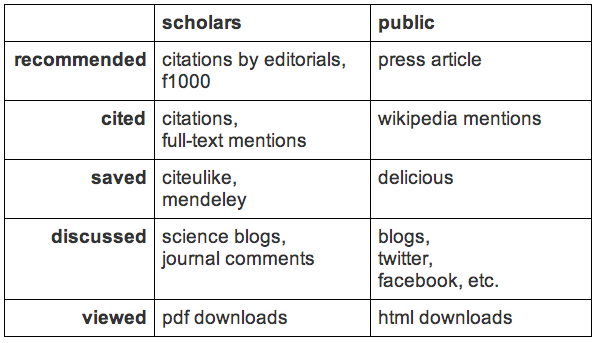 scholars public
recommended citations by editorials, press article
f1000
cited citations, wikipedia mentions
full-text mentions
saved citeulike, delicious
mendeley
discussed science blogs, blogs,
journal comments twitter,
facebook, etc.
viewed pdf downloads html downloads